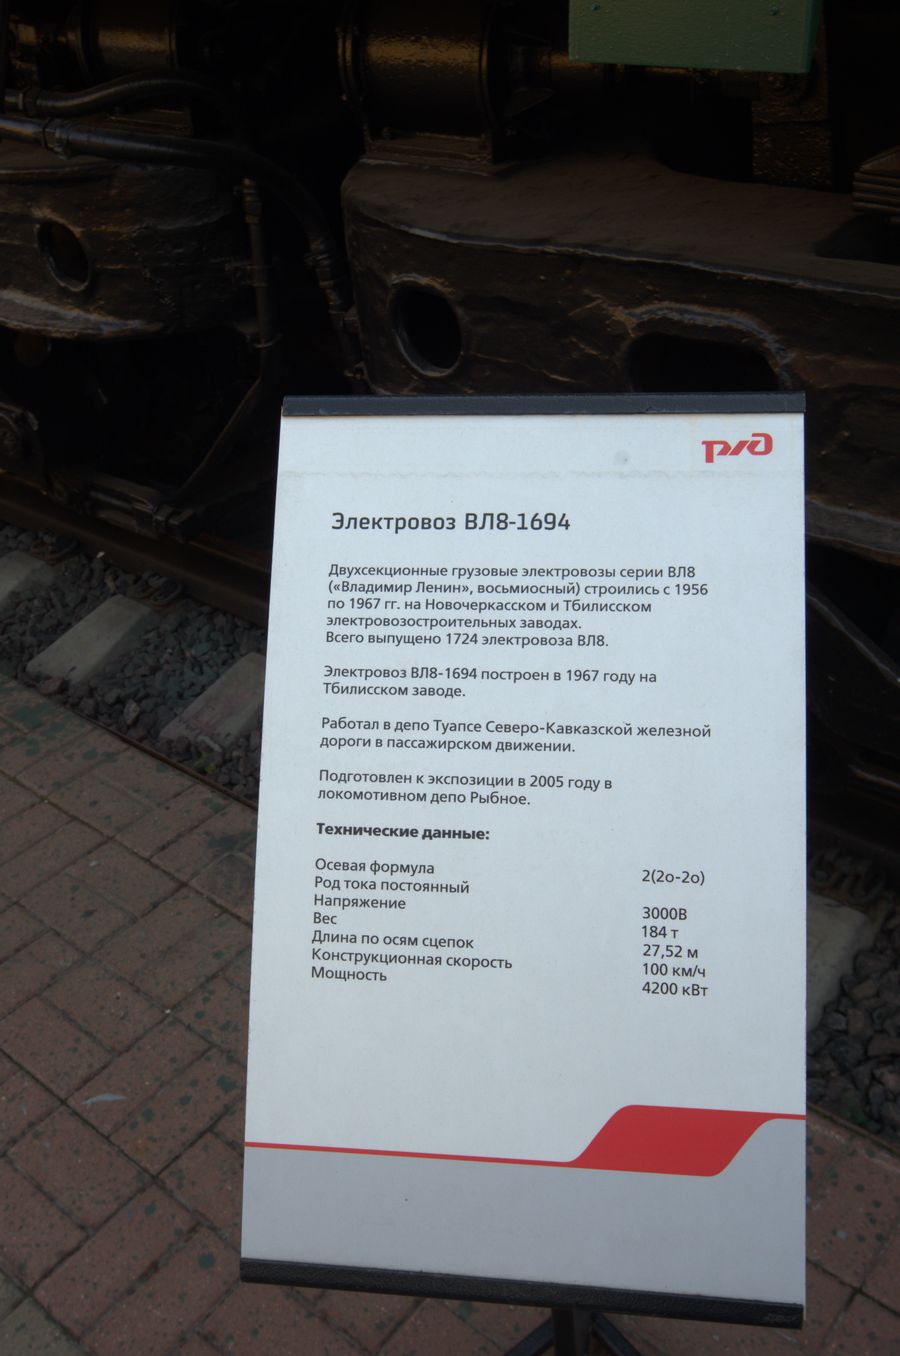 ржд
Электровоз ВЛ8-1694
Двухсекционные грузовые электровозы серии ВЛ8
(«Владимир Ленин», восьмиосный) строились с 1956
по 1967 гг. на Новочеркасском и Тбилисском
электровозостроительных заводах.
Всего выпущено 1724 электровоза ВЛ8.
Электровоз ВЛ8-1694 построен в 1967 году на
Тбилисском заводе.
Работал в депо Туапсе Северо-Кавказской железной
дороги в пассажирском движении.
Подготовлен к экспозиции в 2005 году в
локомотивном депо Рыбное.
Технические данные:
Осевая формула 2(2о-2о)
Род тока постоянный
Напряжение 3000В
Вес 184 т
Длина по осям сцепок 27,52 м
Конструкционная скорость 100 км/ч
Мощность 4200 кВт